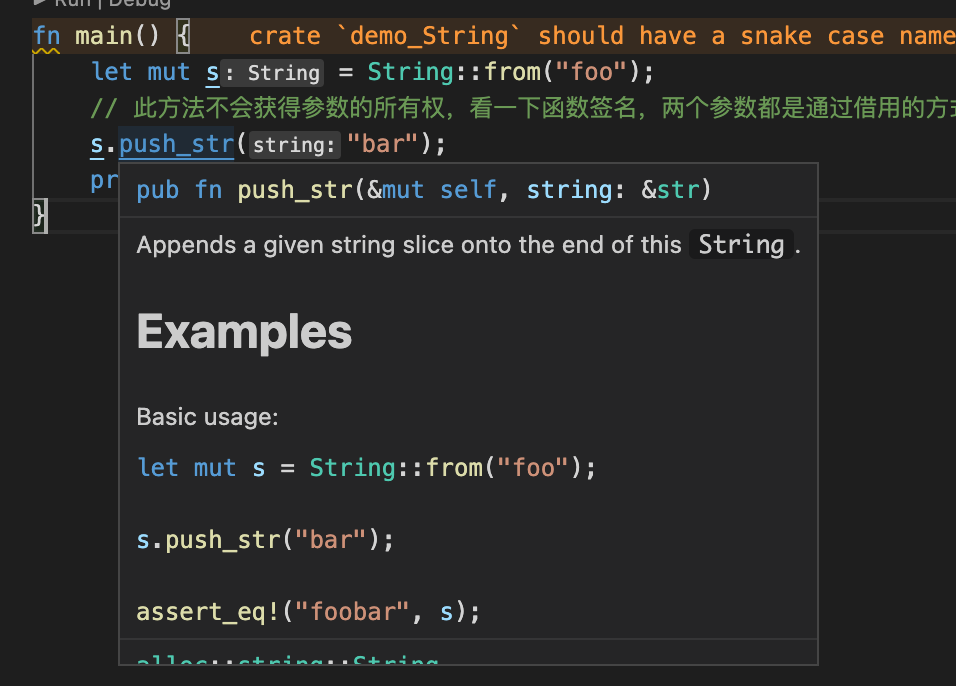 Run | Debug
fn main() { crate `demo_String` should have a snake case name
let mut s: String = String::from("foo");
// 此方法不会获得参数的所有权，看一下函数签名，两个参数都是通过借用的方
s.push_str(string: "bar");
pr
}
pub fn push_str(&mut self, string: &str)
Appends a given string slice onto the end of this String.
Examples
Basic usage:
let mut s = String::from("foo");
s.push_str("bar");
assert_eq!("foobar", s);
alloc::string::String